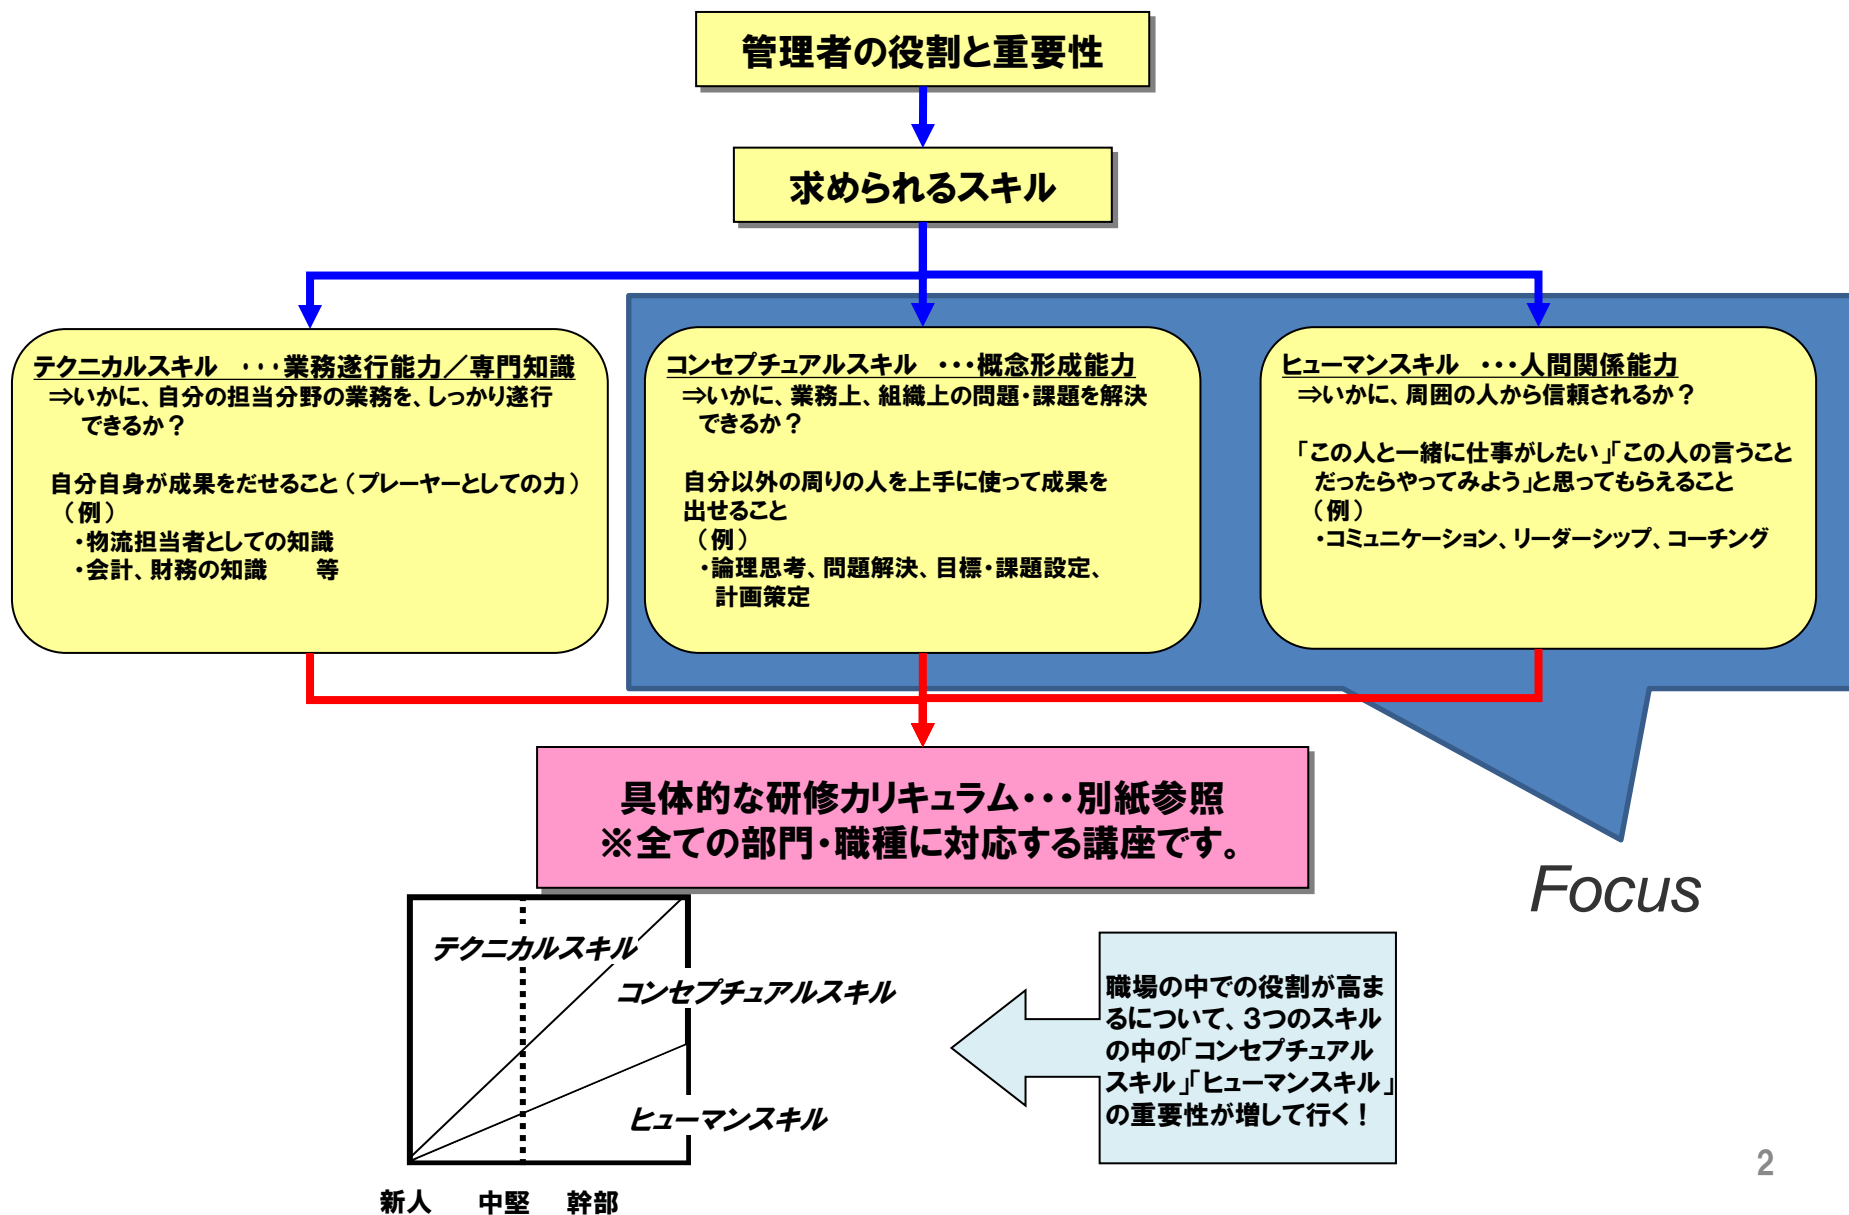 管理者の役割と重要性
求められるスキル
テクニカルスキル ・・・業務遂行能力／専門知識
⇒いかに、自分の担当分野の業務を、しっかり遂行
できるか？
自分自身が成果をだせること（プレーヤーとしての力）
（例）
・物流担当者としての知識
・会計、財務の知識　　等
コンセプチュアルスキル ・・・概念形成能力
⇒いかに、業務上、組織上の問題・課題を解決
できるか？
自分以外の周りの人を上手に使って成果を
出せること
（例）
・論理思考、問題解決、目標・課題設定、
計画策定
ヒューマンスキル ・・・人間関係能力
⇒いかに、周囲の人から信頼されるか？
「この人と一緒に仕事がしたい」「この人の言うこと
だったらやってみよう」と思ってもらえること
（例）
・コミュニケーション、リーダーシップ、コーチング
具体的な研修カリキュラム・・・別紙参照
※全ての部門・職種に対応する講座です。
Focus
テクニカルスキル
コンセプチュアルスキル
ヒューマンスキル
新人　中堅　幹部
職場の中での役割が高ま
るについて、３つのスキル
の中の「コンセプチュアル
スキル」「ヒューマンスキル」
の重要性が増して行く！
2